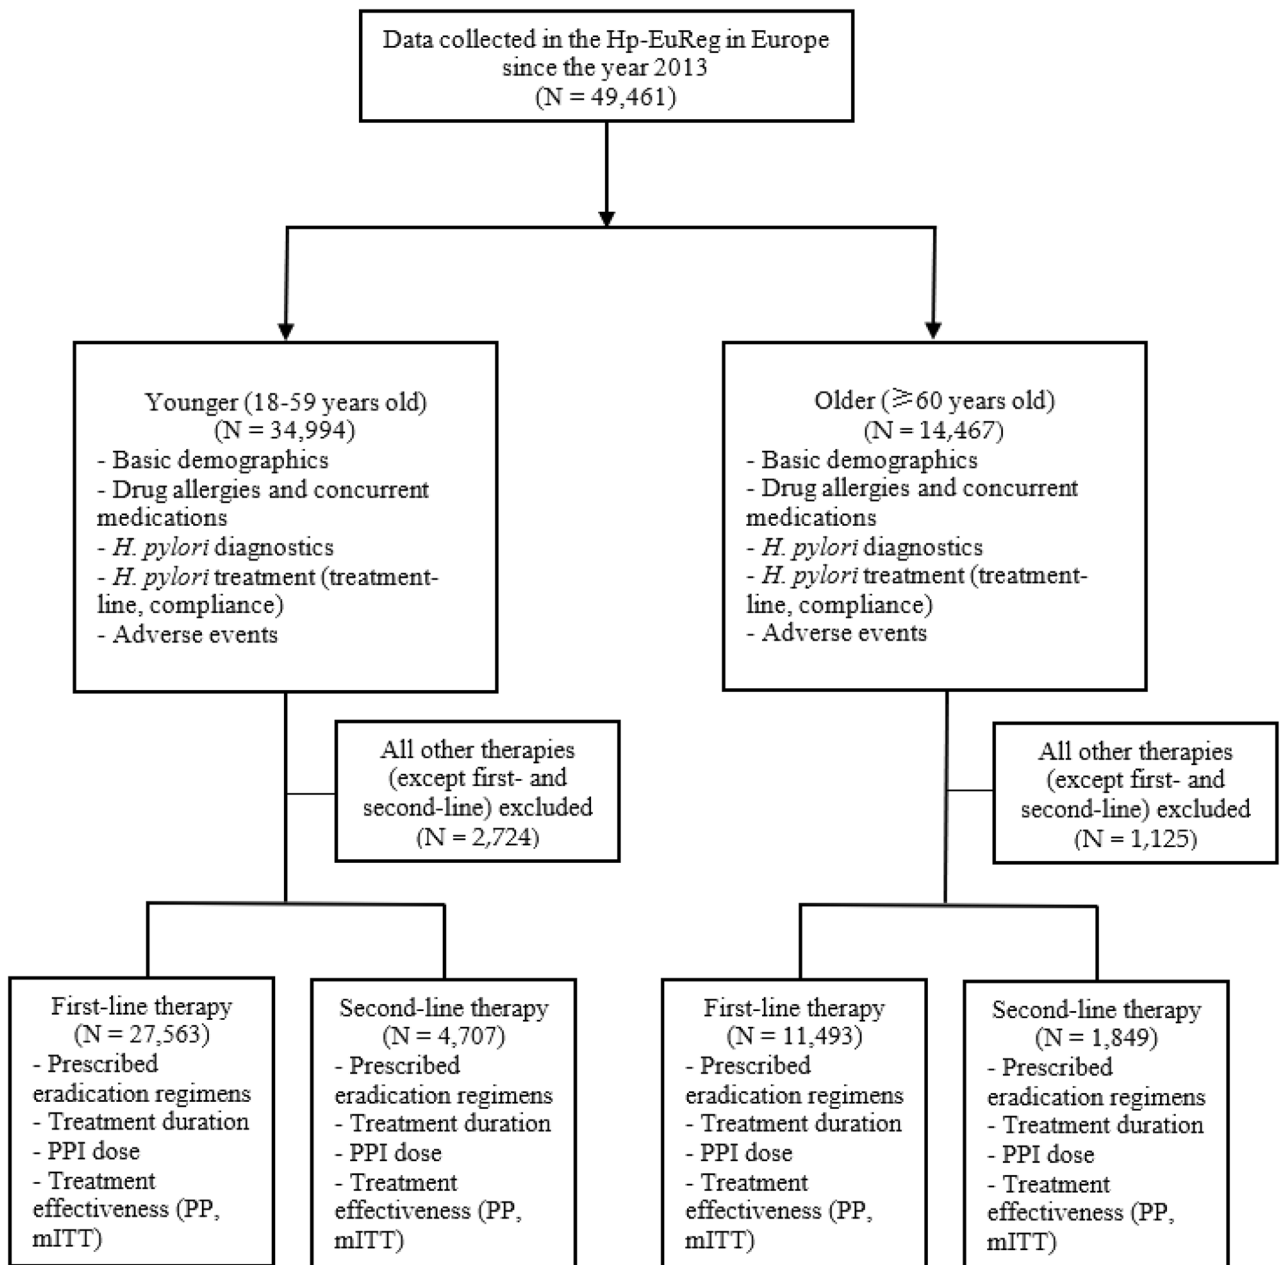 Data collected in the Hp-EuReg in Europe
since the year 2013
(N = 49,461)
Younger (18-59 years old)
(N = 34,994)
- Basic demographics
- Drug allergies and concurrent
medications
- H. pylori diagnostics
- H. pylori treatment (treatment-
line, compliance)
- Adverse events
Older (≥60 years old)
(N = 14,467)
- Basic demographics
- Drug allergies and concurrent
medications
- H. pylori diagnostics
- H. pylori treatment (treatment-
line, compliance)
- Adverse events
All other therapies
(except first- and
second-line) excluded
(N = 2,724)
All other therapies
(except first- and
second-line) excluded
(N = 1,125)
First-line therapy
(N = 27,563)
- Prescribed
eradication regimens
- Treatment duration
- PPI dose
- Treatment
effectiveness (PP,
mITT)
Second-line therapy
(N = 4,707)
- Prescribed
eradication regimens
- Treatment duration
- PPI dose
- Treatment
effectiveness (PP,
mITT)
First-line therapy
(N = 11,493)
- Prescribed
eradication regimens
- Treatment duration
- PPI dose
- Treatment
effectiveness (PP,
mITT)
Second-line therapy
(N = 1,849)
- Prescribed
eradication regimens
- Treatment duration
- PPI dose
- Treatment
effectiveness (PP,
mITT)